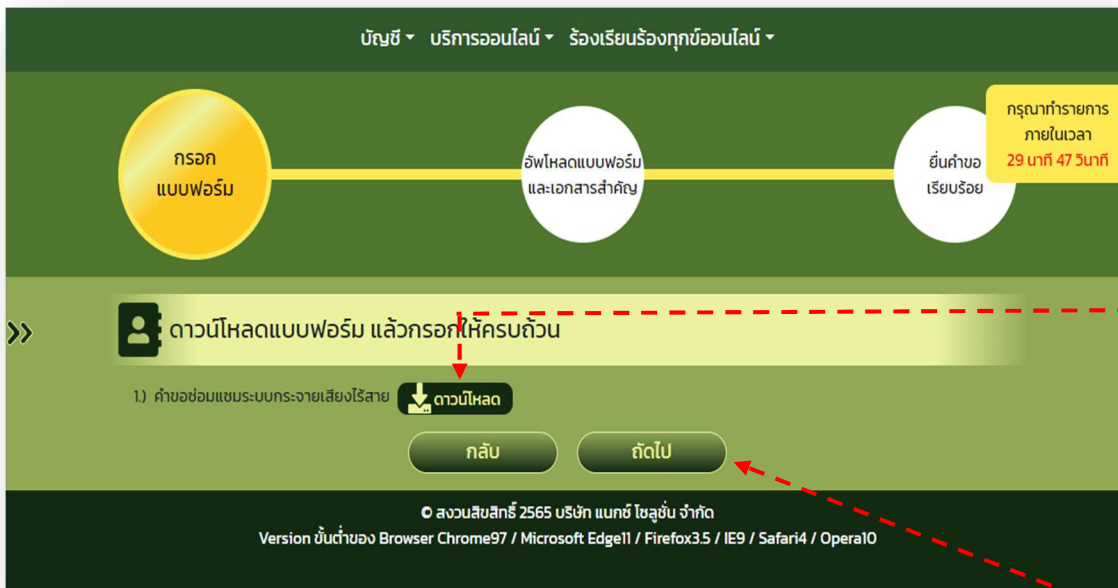 บัญชี บริการออนไลน์ ร้องเรียนร้องทุกข์ออนไลน์
กรอก
แบบฟอร์ม
อัพโหลดแบบฟอร์ม
และเอกสารสำคัญ
ยื่นคำขอ
เรียบร้อย
กรุณาทำรายการ
ภายในเวลา
29 นาที 47 วินาที
ดาวน์โหลดแบบฟอร์ม แล้วกรอกให้ครบถ้วน
1.) คำขอซ่อมแซมระบบกระจายเสียงไร้สาย ดาวน์โหลด
กลับ ถัดไป
© สงวนสิขสิทธิ์ 2565 บริษัท แนกซ์ โซลูชั่น จำกัด
Version ขั้นต่ำของ Browser Chrome97 / Microsoft Edge11 / Firefox3.5 / IE9 / Safari4 / Opera10